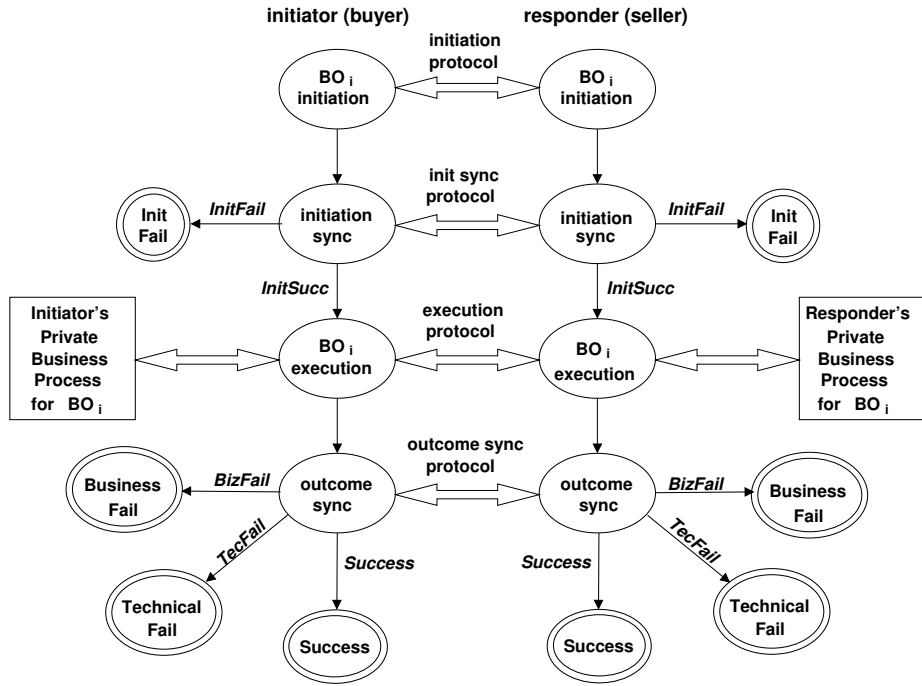 initiator (buyer)
responder (seller)
initiation
protocol
BO i
initiation
BO i
initiation
init sync
protocol
Init
Fail
InitFail
initiation
sync
initiation
sync
InitFail
Init
Fail
InitSucc
InitSucc
Initiator's
Private
Business
Process
for BO i
execution
protocol
BO i
execution
BO i
execution
Responder's
Private
Business
Process
for BO i
outcome sync
protocol
Business
Fail
BizFail
outcome
sync
outcome
sync
BizFail
Business
Fail
TecFail
Success
Success
TecFail
Technical
Fail
Success
Success
Technical
Fail